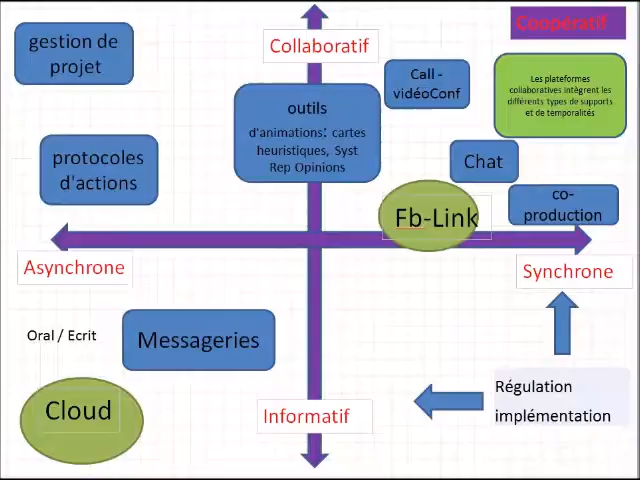 Coopératif
gestion de
projet
Collaboratif
Call -
vidéoConf
Les plateformes
collaboratives intègrent les
différents types de supports
et de temporalités
outils
d'animations: cartes
heuristiques, Syst
Rep Opinions
protocoles
d'actions
Chat
co-
production
Fb-Link
Asynchrone
Synchrone
Oral / Ecrit
Messageries
Régulation
implémentation
Cloud
Informatif